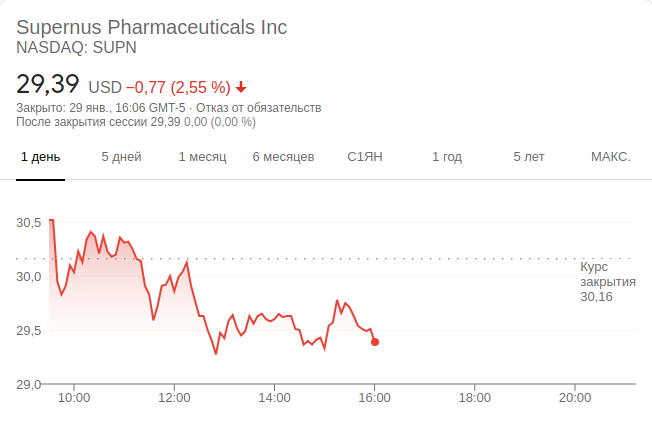 Supernus Pharmaceuticals Inc
NASDAQ: SUPN
29,39 USD −0,77 (2,55 %)
Закрыто: 29 янв., 16:06 GMT-5 · Отказ от обязательств
После закрытия сессии 29,39 0,00 (0,00 %)
1 день 5 дней 1 месяц 6 месяцев С1ЯН 1 год 5 лет МАКС.
30,5
Курс
закрытия
30,16
30,0
29,5
29,0
10:00 12:00 14:00 16:00 18:00 20:00